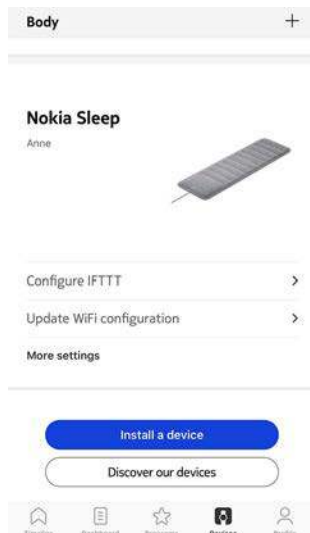 Body
Nokia Sleep
Anne
Configure IFTTT
Update WiFi configuration
More settings
Install a device
Discover our devices